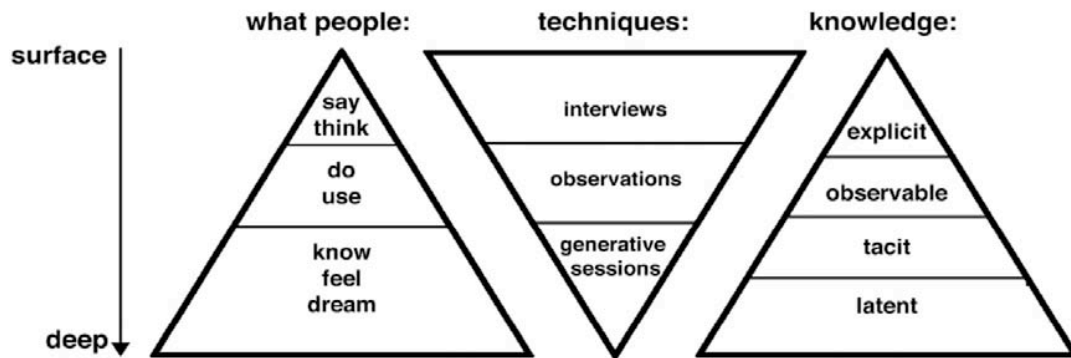 what people:
techniques:
knowledge:
surface
say
think
do
use
know
feel
dream
interviews
observations
generative
sessions
explicit
observable
tacit
latent
deep